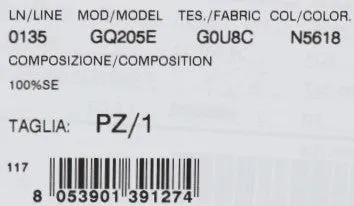 LN/LINE MOD/MODEL TES./FABRIC COL/COLOR.
0135 GQ205E G0U8C N5618
COMPOSIZIONE/COMPOSITION
100%SE
TAGLIA: PZ/1
117
8 053901 391274